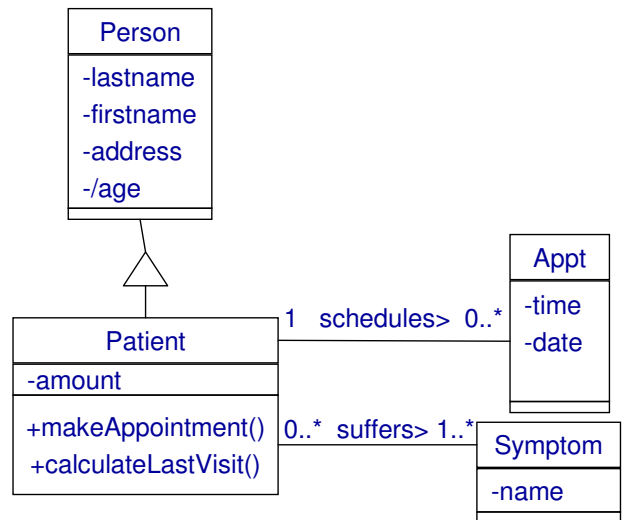 Person
-lastname
-firstname
-address
-/age
Appt
-time
-date
1 schedules> 0..*
Patient
-amount
+makeAppointment()
+calculateLastVisit()
0..* suffers> 1..*
Symptom
-name